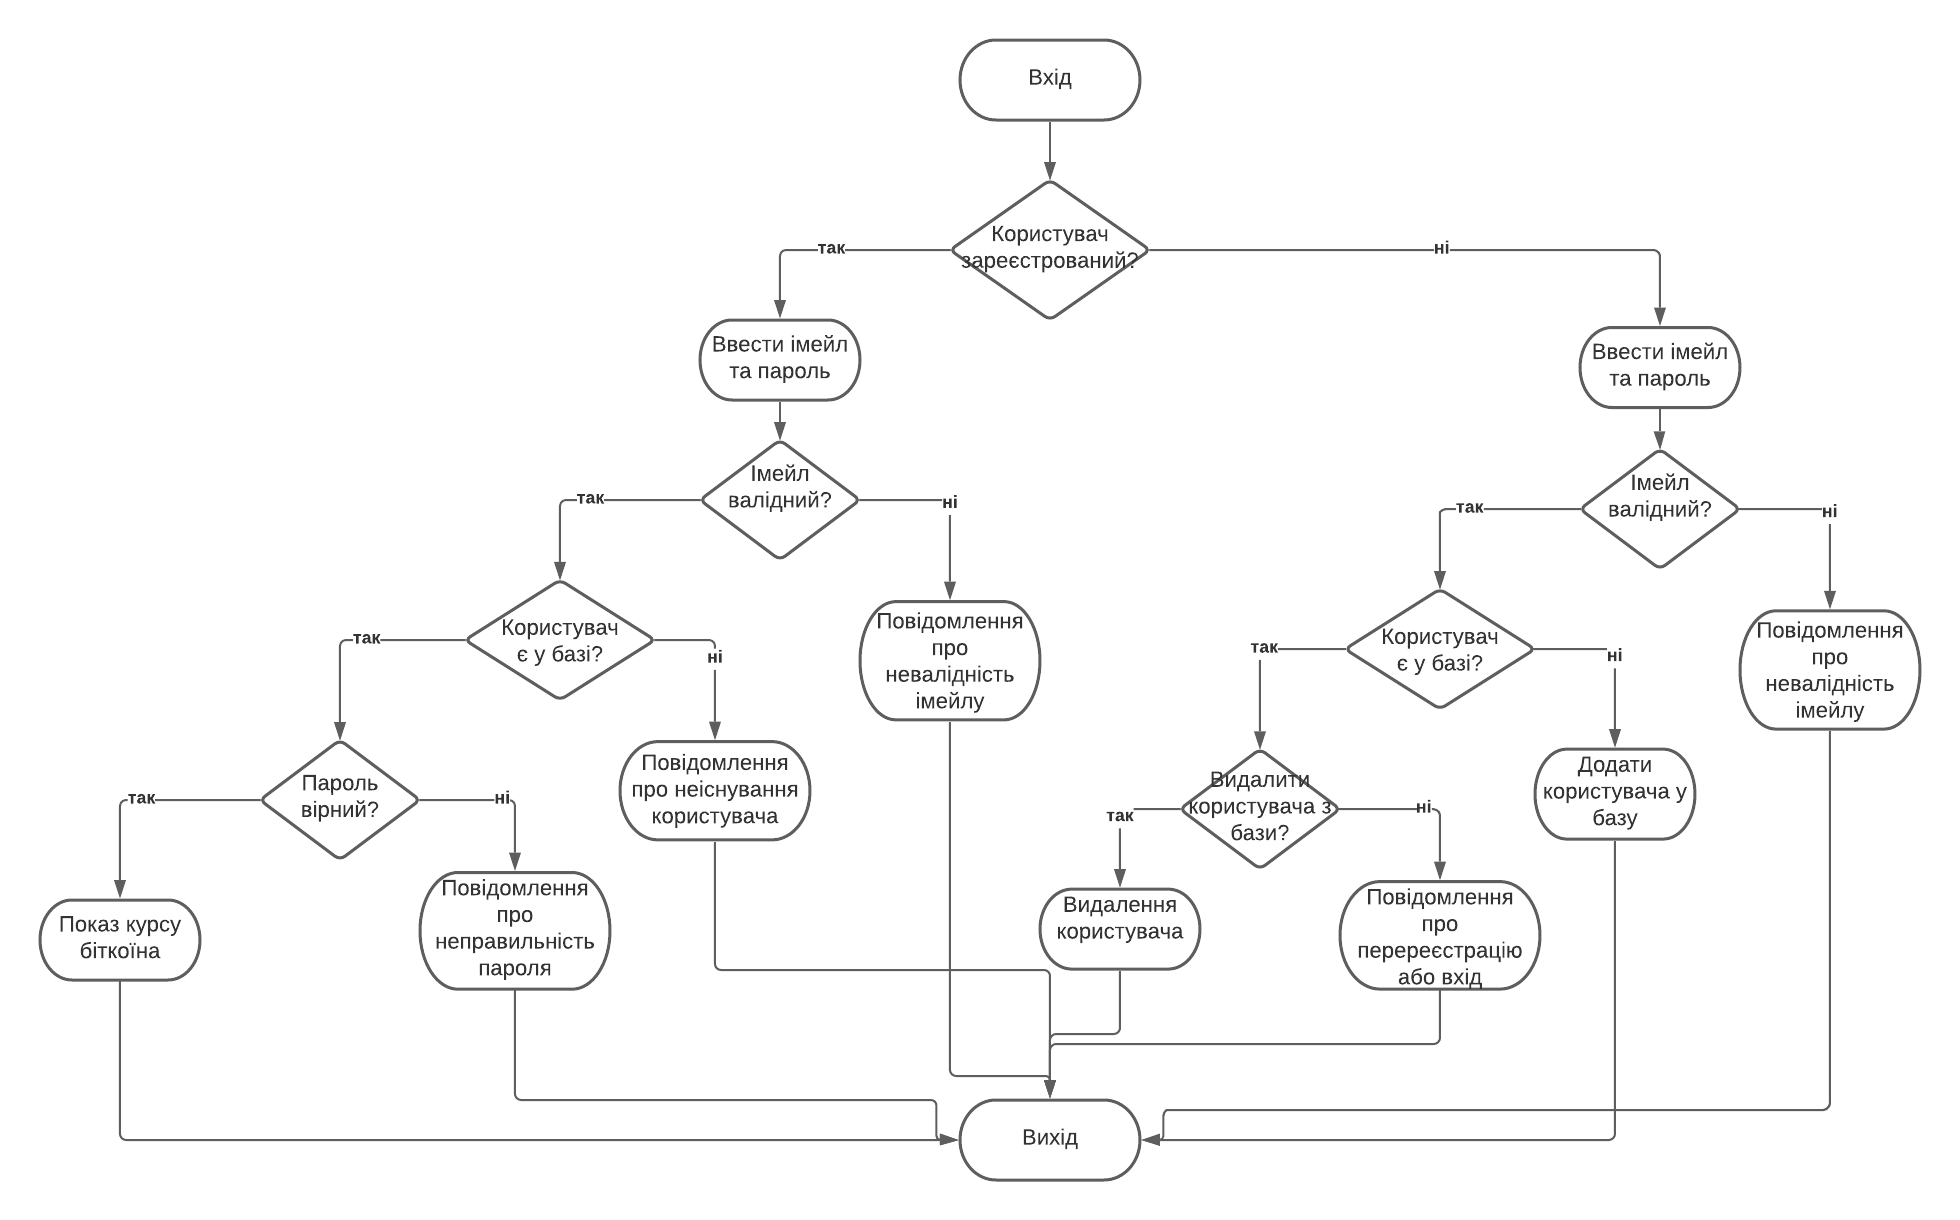 Вхід
Користувач
зареєстрований?
так
ні
Ввести імейл
та пароль
Ввести імейл
та пароль
Імейл
валідний?
так
ні
Імейл
валідний?
так
ні
Користувач
є у базі?
так
ні
Повідомлення
про
невалідність
імейлу
Користувач
є у базі?
так
ні
Повідомлення
про
невалідність
імейлу
Пароль
вірний?
так
ні
Повідомлення
про неіснування
користувача
Видалити
користувача з
бази?
так
ні
Додати
користувача у
базу
Показ курсу
біткоїна
Повідомлення
про
неправильність
пароля
Видалення
користувача
Повідомлення
про
перереєстрацію
або вхід
Вихід